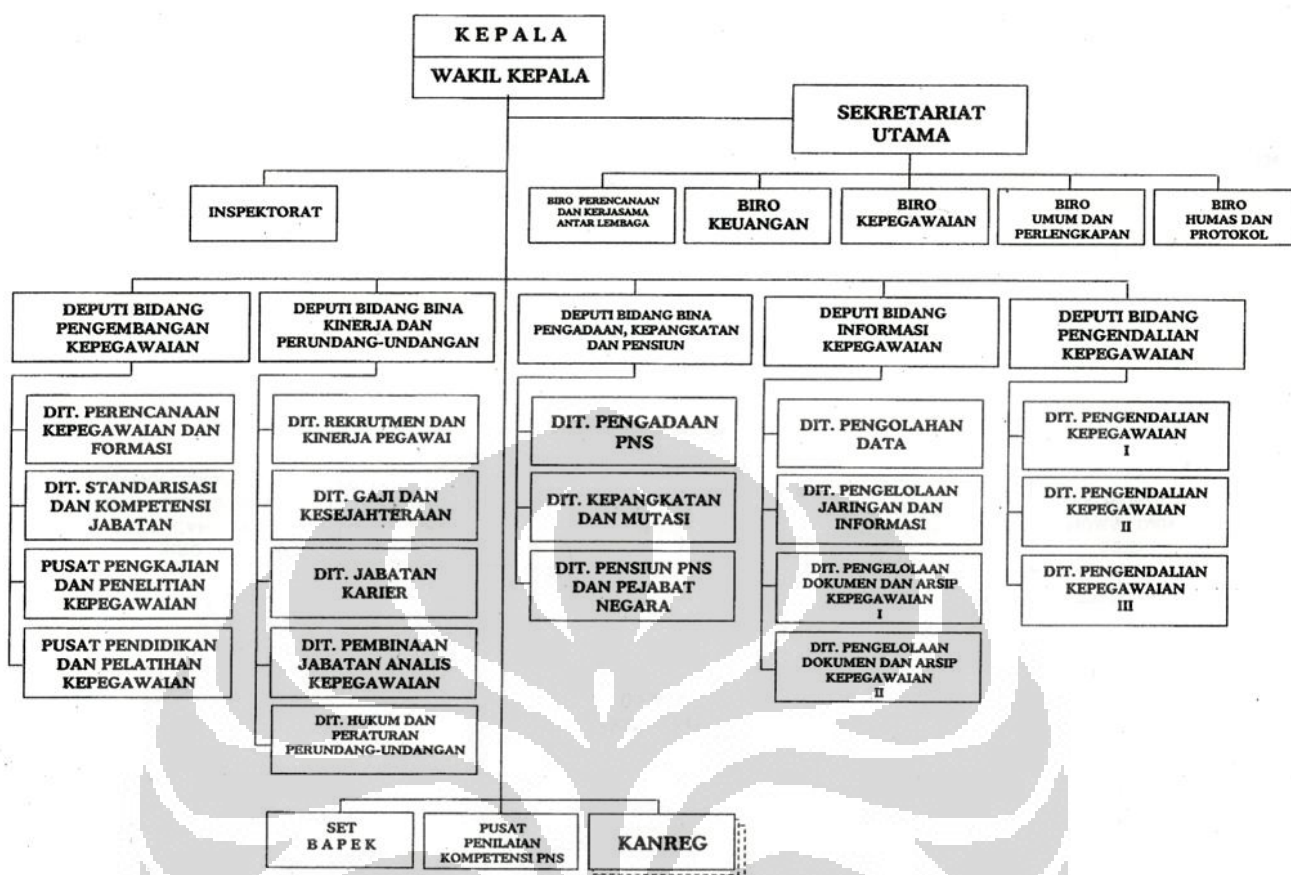 K E P A L A
WAKIL KEPALA
SEKRETARIAT
UTAMA
INSPEKTORAT
BIRO PERENCANAAN
DAN KERJASAMA
ANTAR LEMBAGA
BIRO
KEUANGAN
BIRO
KEPEGAWAIAN
BIRO
UMUM DAN
PERLENGKAPAN
BIRO
HUMAS DAN
PROTOKOL
DEPUTI BIDANG
PENGEMBANGAN
KEPEGAWAIAN
DEPUTI BIDANG BINA
KINERJA DAN
PERUNDANG-UNDANGAN
DEPUTI BIDANG BINA
PENGADAAN, KEPANGKATAN
DAN PENSIUN
DEPUTI BIDANG
INFORMASI
KEPEGAWAIAN
DEPUTI BIDANG
PENGENDALIAN
KEPEGAWAIAN
DIT. PERENCANAAN
KEPEGAWAIAN DAN
FORMASI
DIT. STANDARISASI
DAN KOMPETENSI
JABATAN
PUSAT PENGKAJIAN
DAN PENELITIAN
KEPEGAWAIAN
PUSAT PENDIDIKAN
DAN PELATIHAN
KEPEGAWAIAN
DIT. REKRUTMEN DAN
KINERJA PEGAWAI
DIT. GAJI DAN
KESEJAHTERAAN
DIT. JABATAN
KARIER
DIT. PEMBINAAN
JABATAN ANALIS
KEPEGAWAIAN
DIT. HUKUM DAN
PERATURAN
PERUNDANG-UNDANGAN
DIT. PENGADAAN
PNS
DIT. KEPANGKATAN
DAN MUTASI
DIT. PENSIUN PNS
DAN PEJABAT
NEGARA
DIT. PENGOLAHAN
DATA
DIT. PENGELOLAAN
JARINGAN DAN
INFORMASI
DIT. PENGELOLAAN
DOKUMEN DAN ARSIP
KEPEGAWAIAN
I
DIT. PENGELOLAAN
DOKUMEN DAN ARSIP
KEPEGAWAIAN
II
DIT. PENGENDALIAN
KEPEGAWAIAN
I
DIT. PENGENDALIAN
KEPEGAWAIAN
II
DIT. PENGENDALIAN
KEPEGAWAIAN
III
SET
B A P E K
PUSAT
PENILAIAN
KOMPETENSI PNS
KANREG